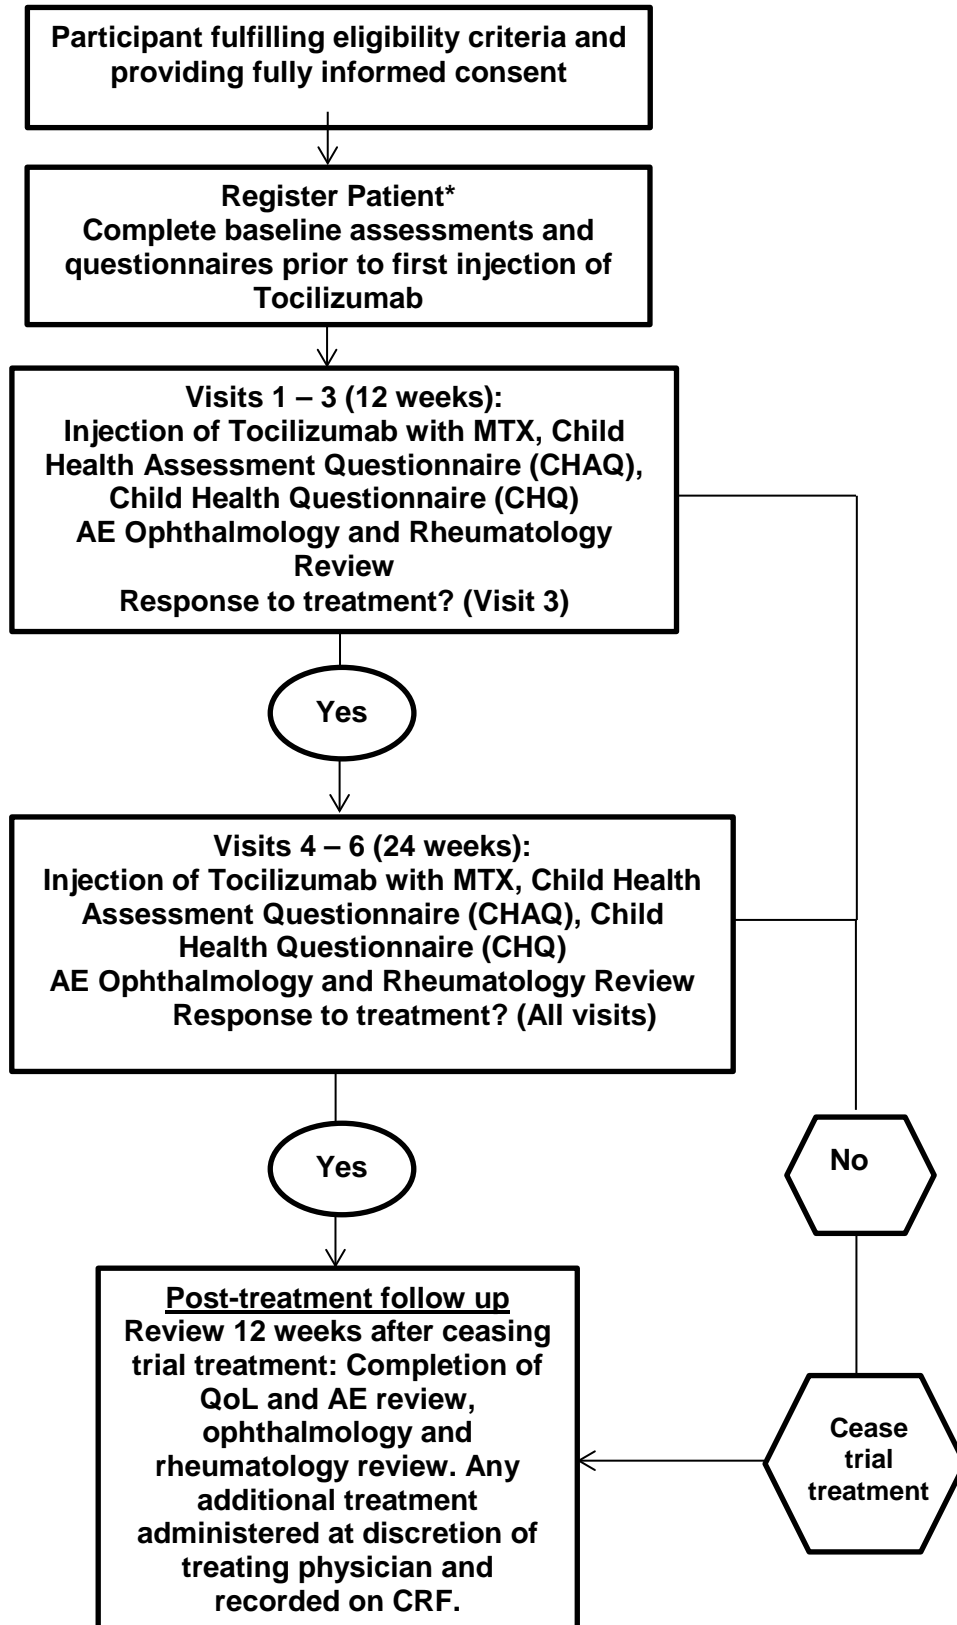 Participant fulfilling eligibility criteria and
providing fully informed consent
Register Patient*
Complete baseline assessments and
questionnaires prior to first injection of
Tocilizumab
Visits 1 – 3 (12 weeks):
Injection of Tocilizumab with MTX, Child
Health Assessment Questionnaire (CHAQ),
Child Health Questionnaire (CHQ)
AE Ophthalmology and Rheumatology
Review
Response to treatment? (Visit 3)
Yes
Visits 4 – 6 (24 weeks):
Injection of Tocilizumab with MTX, Child Health
Assessment Questionnaire (CHAQ), Child
Health Questionnaire (CHQ)
AE Ophthalmology and Rheumatology Review
Response to treatment? (All visits)
Yes
No
Cease
trial
treatment
Post-treatment follow up
Review 12 weeks after ceasing
trial treatment: Completion of
QoL and AE review,
ophthalmology and
rheumatology review. Any
additional treatment
administered at discretion of
treating physician and
recorded on CRF.